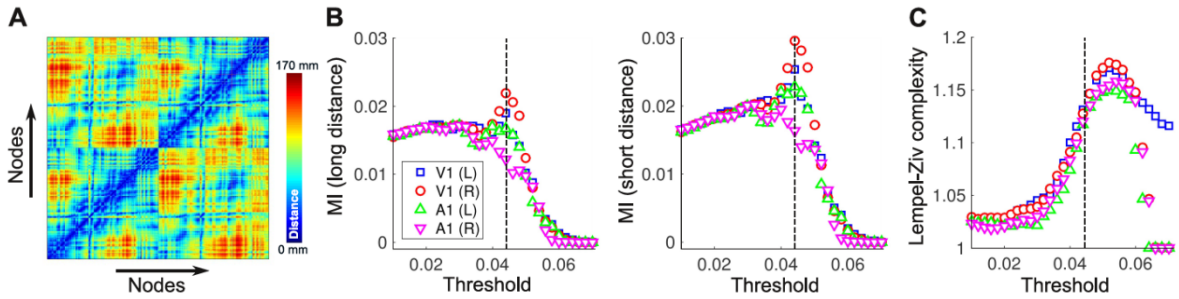 A
Nodes
Nodes
170 mm
Distance
0 mm
B
MI (long distance)
0.03
0.02
0.01
0
0.02 0.04 0.06
Threshold
V1 (L)
V1 (R)
A1 (L)
A1 (R)
MI (short distance)
0.03
0.02
0.01
0
0.02 0.04 0.06
Threshold
C
Lempel-Ziv complexity
1.2
1.15
1.1
1.05
1
0.02 0.04 0.06
Threshold